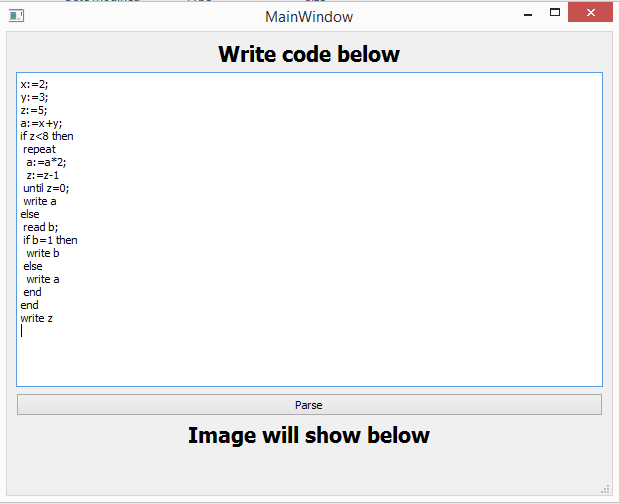 MainWindow
Write code below
x:=2;
y:=3;
z:=5;
a:=x+y;
if z<8 then
 repeat
  a:=a*2;
  z:=z-1
 until z=0;
 write a
else
 read b;
 if b=1 then
  write b
 else
  write a
 end
end
write z
Parse
Image will show below